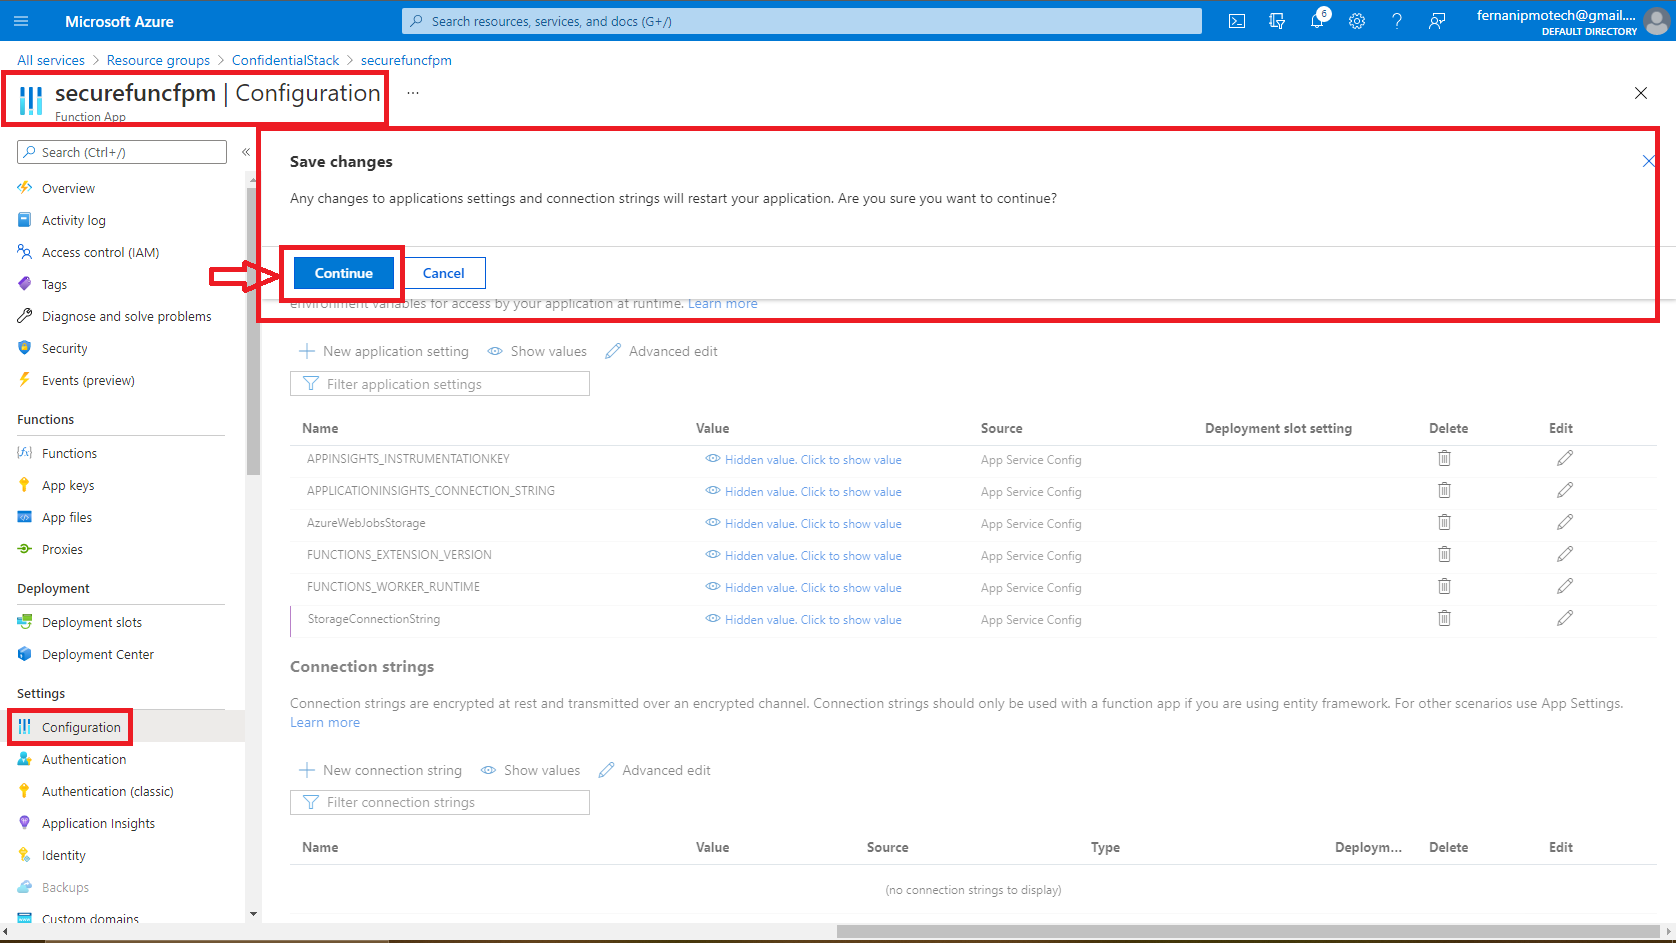 Microsoft Azure
Search resources, services, and docs (G+/)
6
fernanipmotech@gmail....
DEFAULT DIRECTORY
All services > Resource groups > ConfidentialStack > securefuncfpm
securefuncfpm | Configuration ...
Function App
Search (Ctrl+/)
«
Overview
Activity log
Access control (IAM)
Tags
Diagnose and solve problems
Security
Events (preview)
Functions
Functions
App keys
App files
Proxies
Deployment
Deployment slots
Deployment Center
Settings
Configuration
Authentication
Authentication (classic)
Application Insights
Identity
Backups
Custom domains
Save changes
Any changes to applications settings and connection strings will restart your application. Are you sure you want to continue?
Continue Cancel
environment variables for access by your application at runtime. Learn more
New application setting Show values Advanced edit
Filter application settings
Name Value Source Deployment slot setting Delete Edit
APPINSIGHTS_INSTRUMENTATIONKEY Hidden value. Click to show value App Service Config
APPLICATIONINSIGHTS_CONNECTION_STRING Hidden value. Click to show value App Service Config
AzureWebJobsStorage Hidden value. Click to show value App Service Config
FUNCTIONS_EXTENSION_VERSION Hidden value. Click to show value App Service Config
FUNCTIONS_WORKER_RUNTIME Hidden value. Click to show value App Service Config
StorageConnectionString Hidden value. Click to show value App Service Config
Connection strings
Connection strings are encrypted at rest and transmitted over an encrypted channel. Connection strings should only be used with a function app if you are using entity framework. For other scenarios use App Settings.
Learn more
New connection string Show values Advanced edit
Filter connection strings
Name Value Source Type Deploym... Delete Edit
(no connection strings to display)